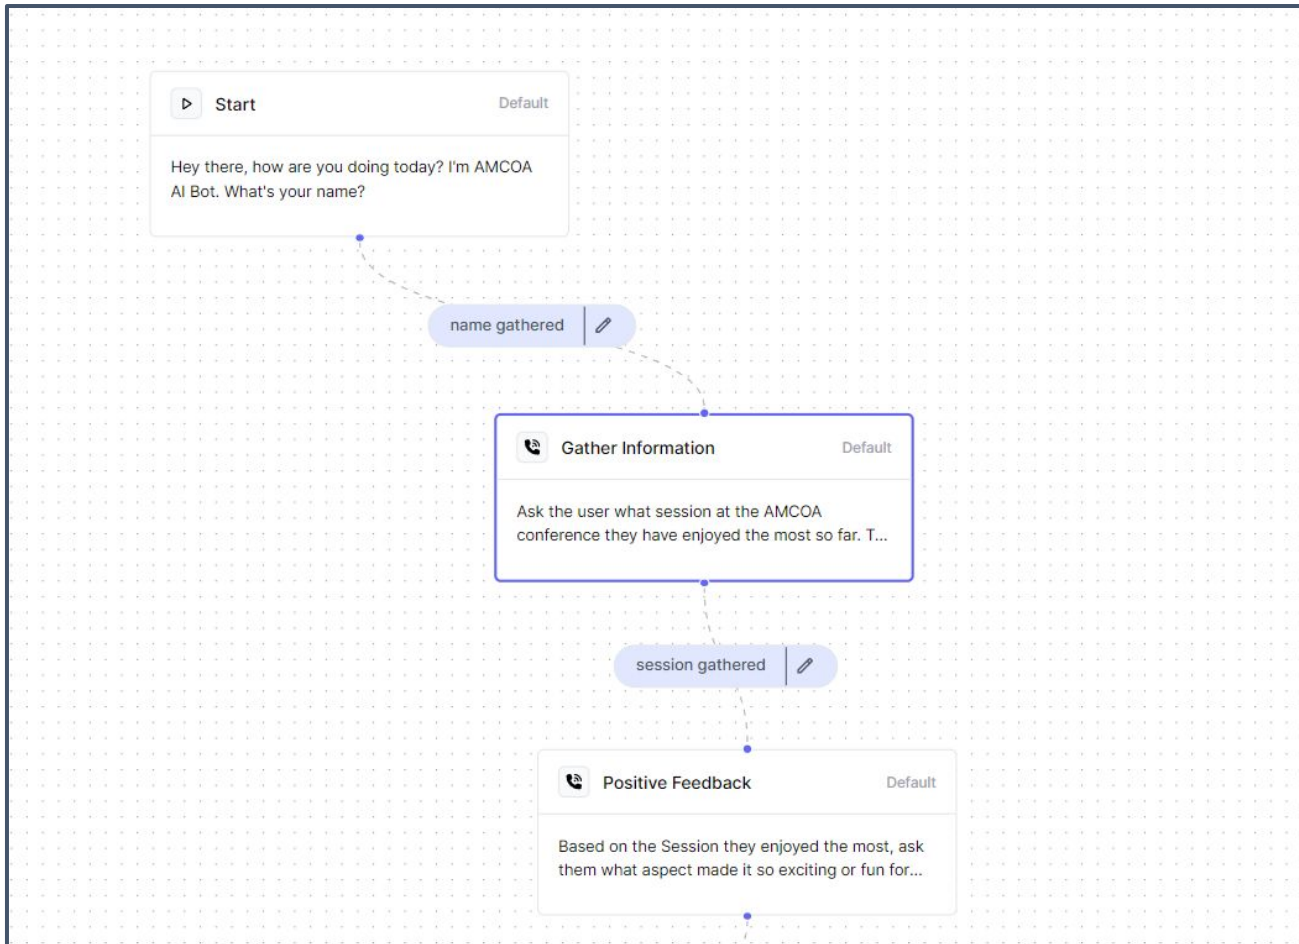 Start
Default
Hey there, how are you doing today? I'm AMCOA
AI Bot. What's your name?
name gathered
Gather Information
Default
Ask the user what session at the AMCOA
conference they have enjoyed the most so far. T...
session gathered
Positive Feedback
Default
Based on the Session they enjoyed the most, ask
them what aspect made it so exciting or fun for...